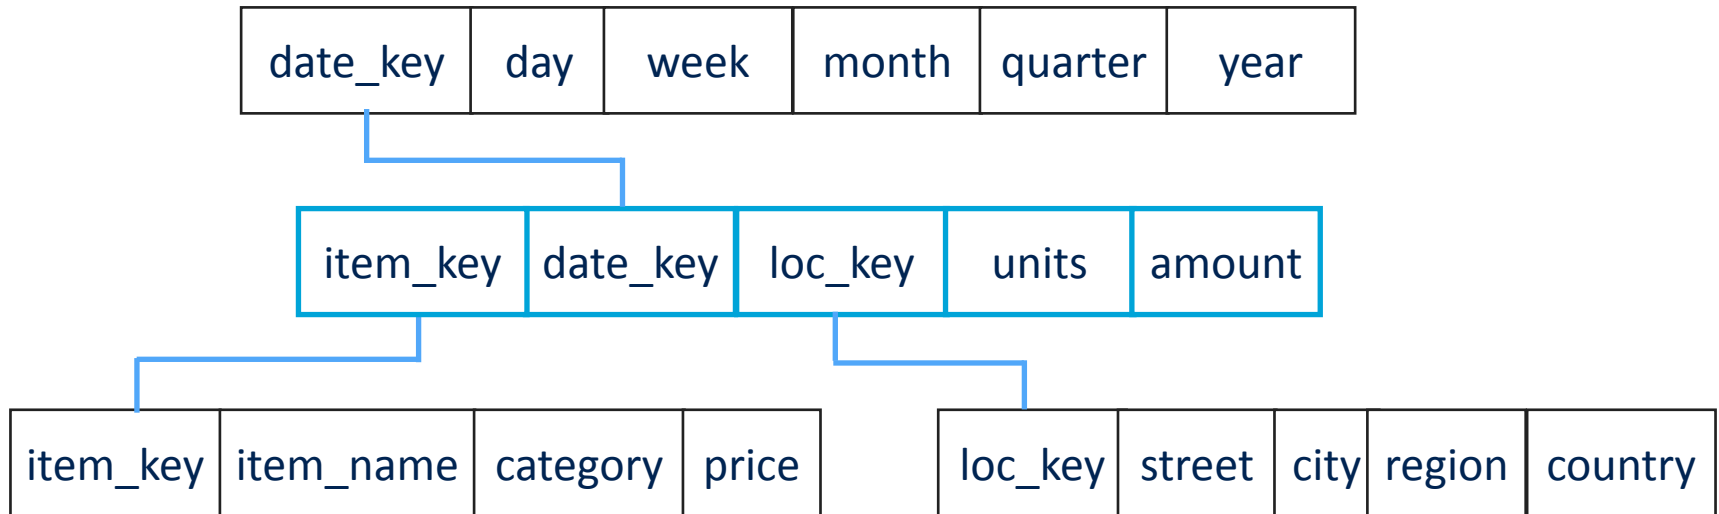 date_key day week month quarter year
item_key date_key loc_key units amount
item_key item_name category price loc_key street city region country